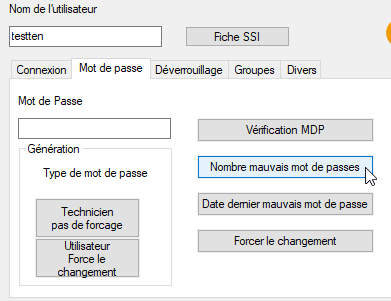 Nom de l'utilisateur
testten
Fiche SSI
Connexion Mot de passe Déverrouillage Groupes Divers
Mot de Passe
Vérification MDP
Génération
Type de mot de passe
Nombre mauvais mot de passes
Technicien
pas de forcage
Date dernier mauvais mot de passe
Utilisateur
Force le
changement
Forcer le changement